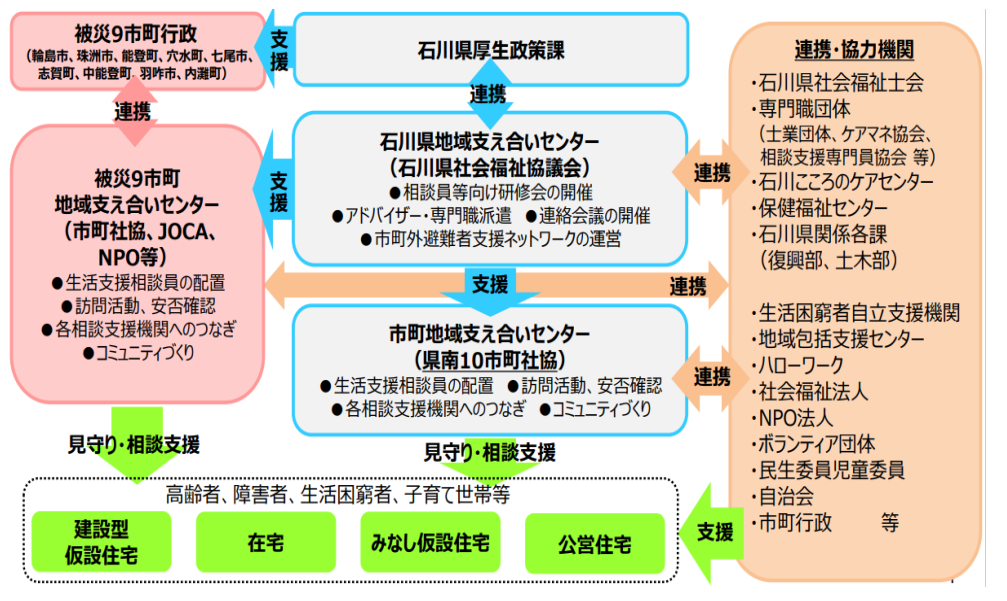 被災9市町行政
(輪島市、珠洲市、能登町、穴水町、七尾市、
志賀町、中能登町、羽咋市、内灘町)
支援
石川県厚生政策課
連携
連携
被災9市町
地域支え合いセンター
(市町社協、JOCA、
NPO等)
●生活支援相談員の配置
●訪問活動、安否確認
●各相談支援機関へのつなぎ
●コミュニティづくり
支援
石川県地域支え合いセンター
(石川県社会福祉協議会)
●相談員等向け研修会の開催
●アドバイザー・専門職派遣 ●連絡会議の開催
●市町外避難者支援ネットワークの運営
連携
支援
連携
市町地域支え合いセンター
(県南10市町社協)
●生活支援相談員の配置 ●訪問活動、安否確認
●各相談支援機関へのつなぎ ●コミュニティづくり
連携
連携・協力機関
・石川県社会福祉士会
・専門職団体
(士業団体、ケアマネ協会、
相談支援専門員協会 等)
・石川こころのケアセンター
・保健福祉センター
・石川県関係各課
(復興部、土木部)
・生活困窮者自立支援機関
・地域包括支援センター
・ハローワーク
・社会福祉法人
・NPO法人
・ボランティア団体
・民生委員児童委員
・自治会
・市町行政 等
見守り・相談支援
見守り・相談支援
高齢者、障害者、生活困窮者、子育て世帯等
建設型
仮設住宅
在宅
みなし仮設住宅
公営住宅
支援